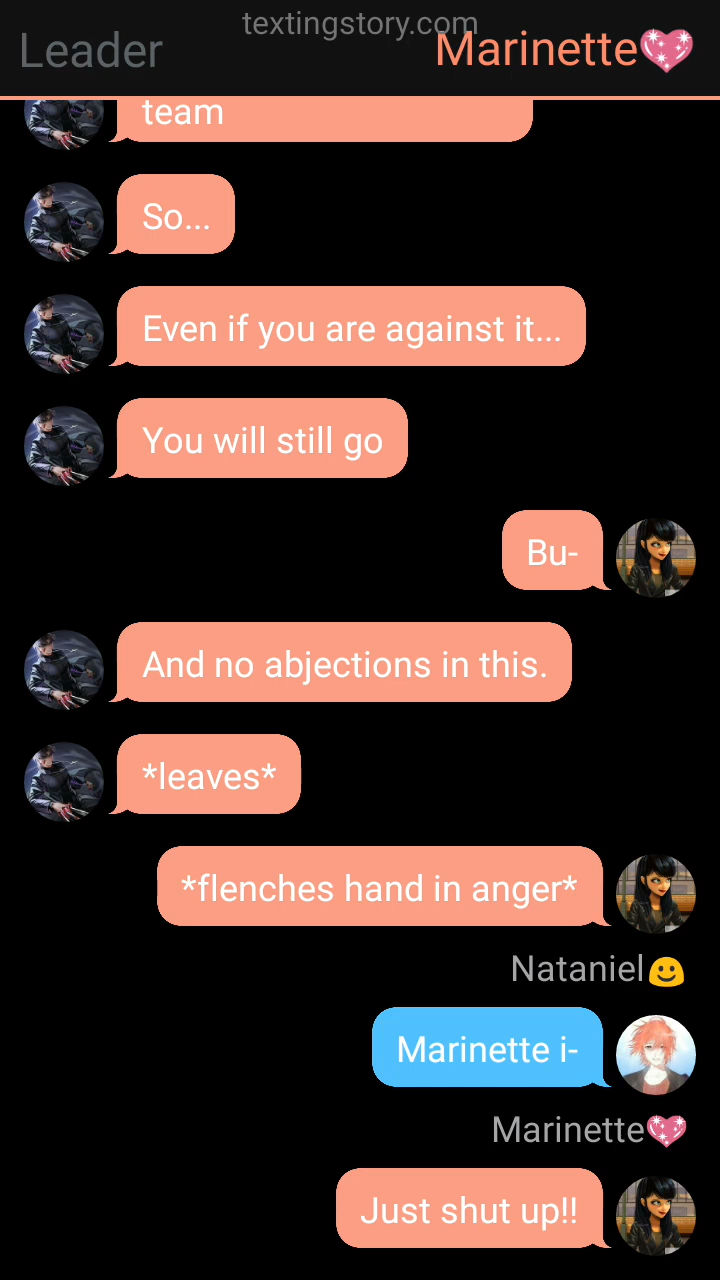 textingstory.com
Leader
Marinette💖
team
So...
Even if you are against it...
You will still go
Bu-
And no abjections in this.
*leaves*
*flenches hand in anger*
Nataniel☺
Marinette i-
Marinette💖
Just shut up!!